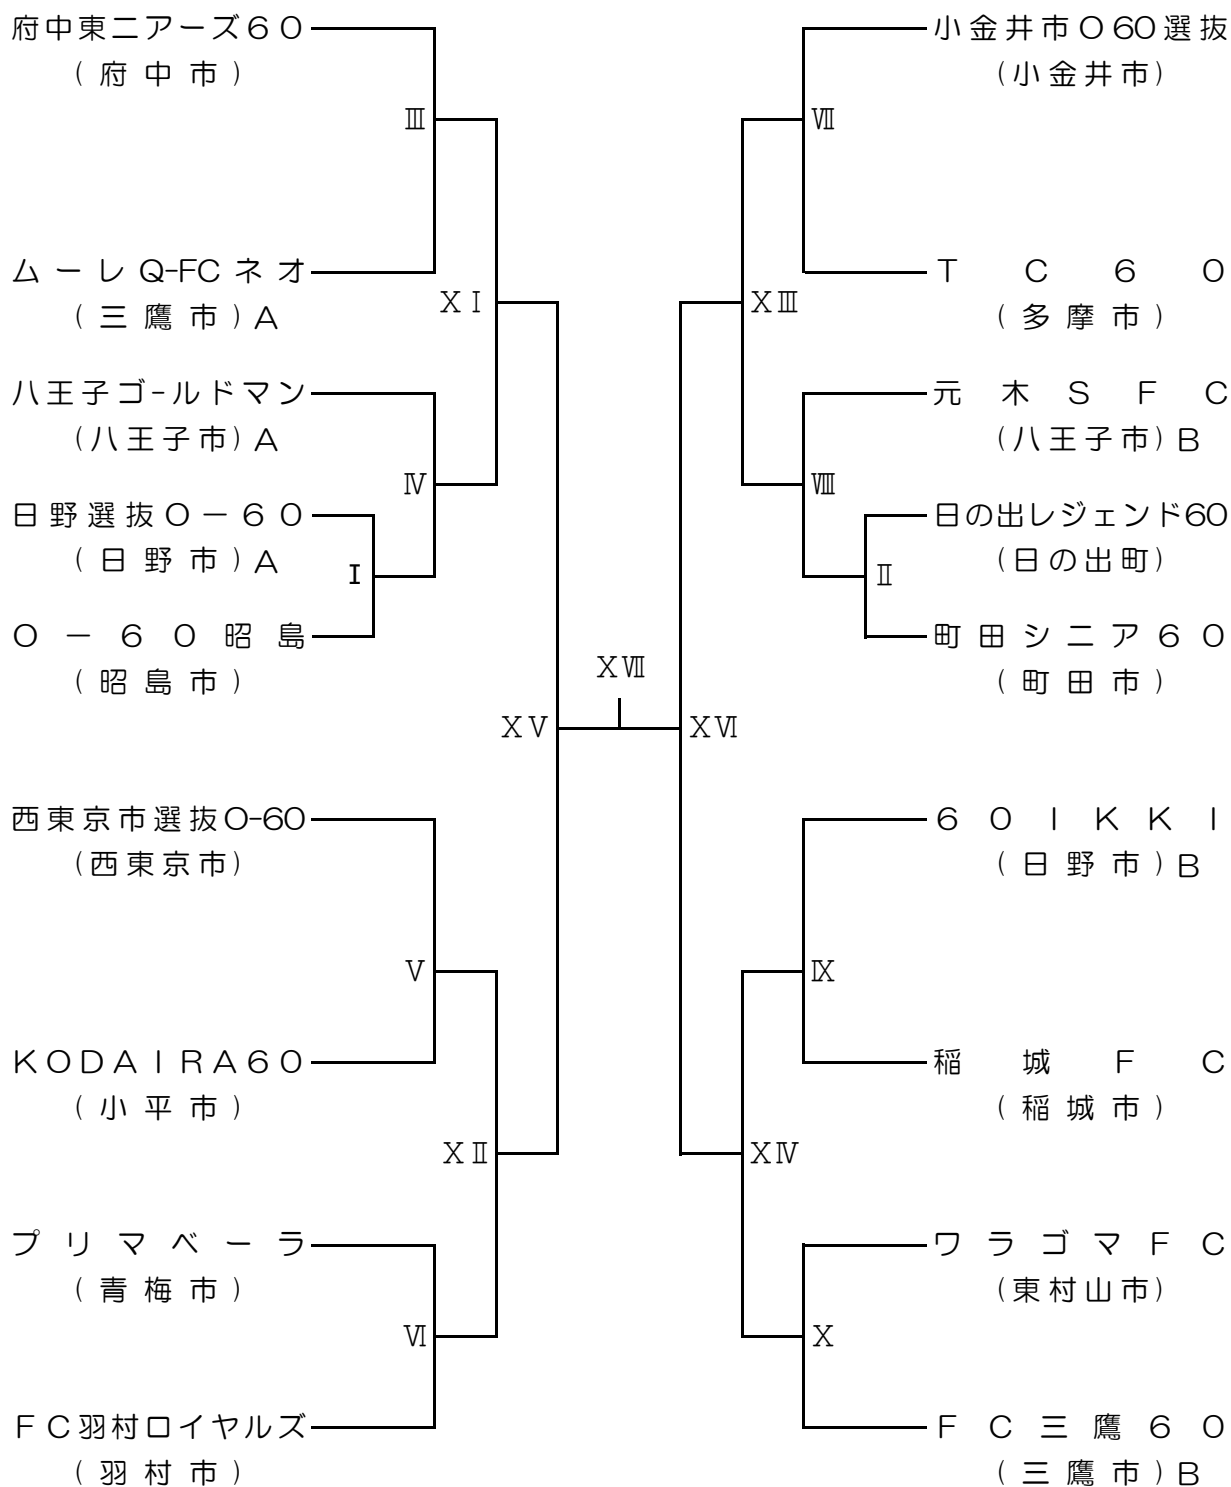 府中東ニアーズ６０
（府中市）
Ⅲ
ムーレQ-FCネオ
（三鷹市）A
ⅩⅠ
八王子ゴ-ルドマン
（八王子市）A
Ⅳ
日野選抜Ｏ－６０
（日野市）A
Ⅰ
Ｏ－６０昭島
（昭島市）
ⅩⅤ
西東京市選抜O-60
（西東京市）
Ⅴ
ＫＯＤＡＩＲＡ６０
（小平市）
ⅩⅡ
プリマベーラ
（青梅市）
Ⅵ
ＦＣ羽村ロイヤルズ
（羽村市）
ⅩⅦ
小金井市Ｏ60選抜
（小金井市）
Ⅶ
ＴＣ６０
（多摩市）
ⅩⅢ
元木ＳＦＣ
（八王子市）B
Ⅷ
日の出レジェンド60
（日の出町）
Ⅱ
町田シニア６０
（町田市）
ⅩⅥ
６０ＩＫＫＩ
（日野市）B
Ⅸ
稲城ＦＣ
（稲城市）
ⅩⅣ
ワラゴマＦＣ
（東村山市）
Ⅹ
ＦＣ三鷹６０
（三鷹市）B